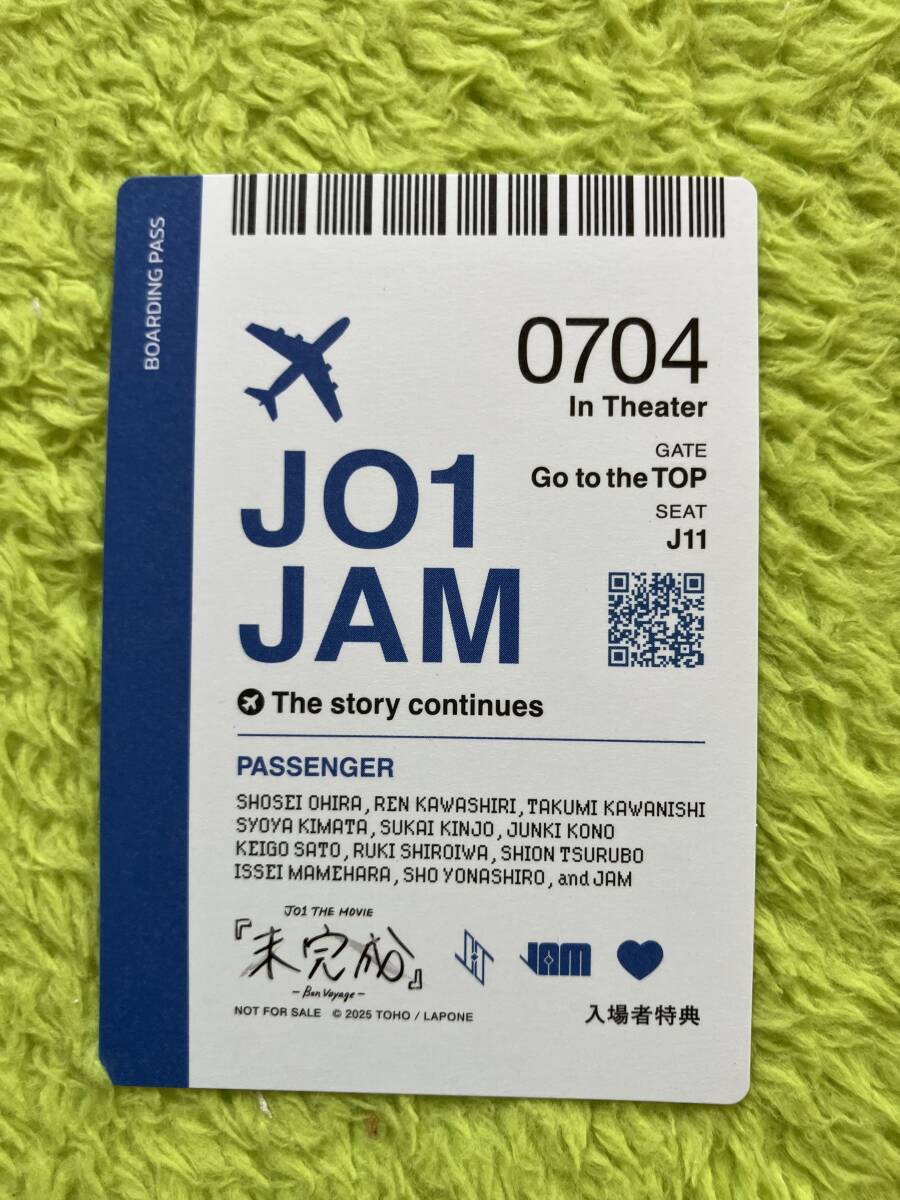 BOARDING PASS
0704
In Theater
GATE
Go to the TOP
SEAT
J11
JO1
JAM
The story continues
PASSENGER
SHOSEI OHIRA, REN KAWASHIRI, TAKUMI KAWANISHI
SYOYA KIMATA, SUKAI KINJO, JUNKI KONO
KEIGO SATO, RUKI SHIROIWA, SHION TSURUBO
ISSEI MAMEHARA, SHO YONASHIRO, and JAM
JO1 THE MOVIE
『未完成』
-Bon Voyage-
JAM
NOT FOR SALE © 2025 TOHO / LAPONE
入場者特典